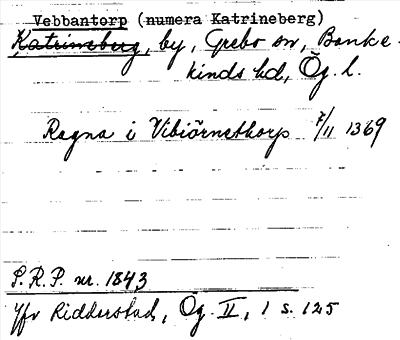 Vebbantorp (numera Katrineberg)
Katrineberg, by, Grebo sn, Banke-
kinds hd, Ög. l.
Ragna i Vibiörnathorp 7/11 1369
S.R.P. nr. 1843
Jfr Ridderstad, Ög. II, 1 s. 125